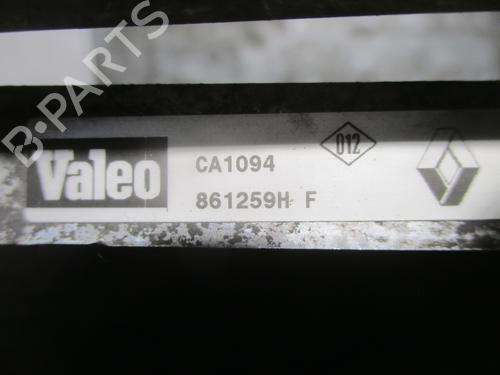 B-PARTS
Valeo
CA1094
012
861259H F